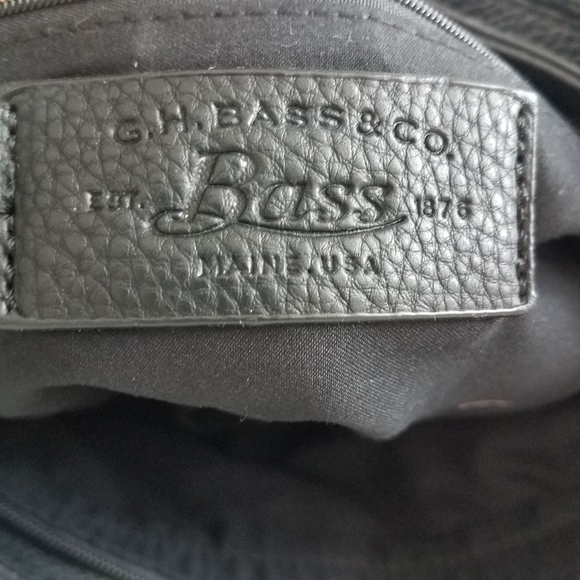 G.H. BASS & CO.
EST. Bass 1876
MAINE, USA